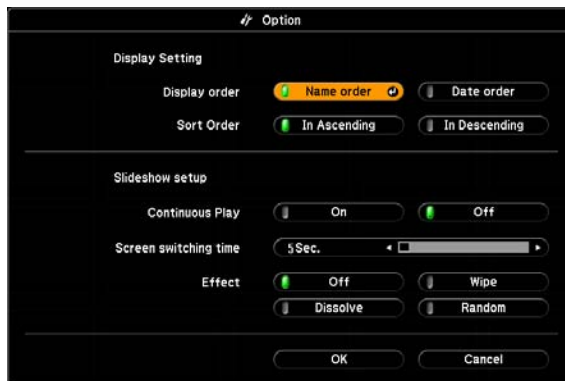 Option
Display Setting
Display order Name order Date order
Sort Order In Ascending In Descending
Slideshow setup
Continuous Play On Off
Screen switching time 5Sec.
Effect Off Wipe
Dissolve Random
OK Cancel